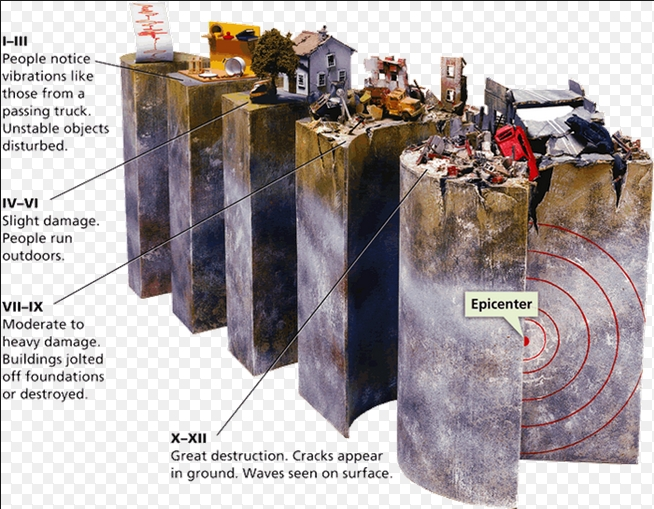 I–III
People notice
vibrations like
those from a
passing truck.
Unstable objects
disturbed.
IV–VI
Slight damage.
People run
outdoors.
VII–IX
Moderate to
heavy damage.
Buildings jolted
off foundations
or destroyed.
Epicenter
X–XII
Great destruction. Cracks appear
in ground. Waves seen on surface.